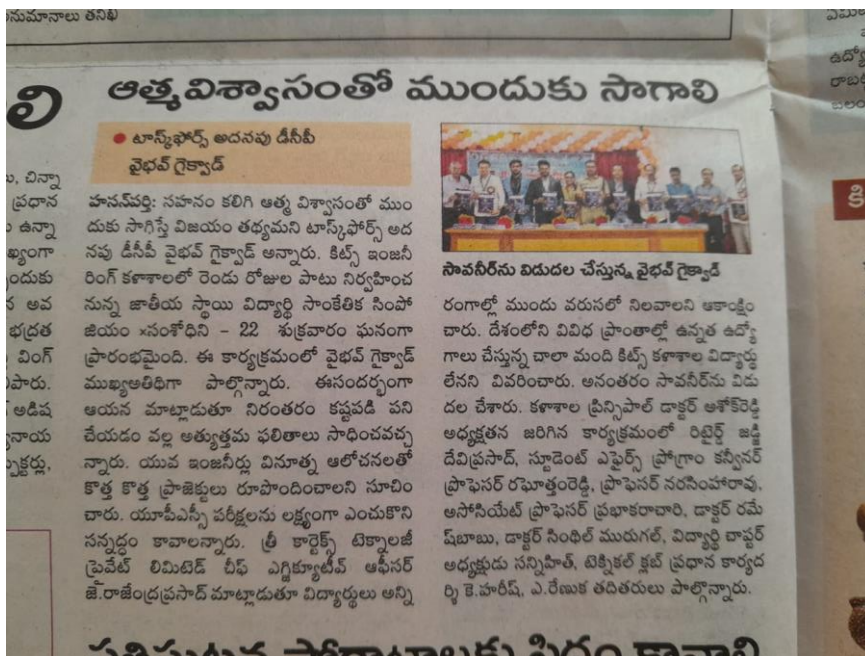 నుమానాలు తనిఖీ
ఆత్మవిశ్వాసంతో ముందుకు సాగాలి
● టాస్క్‌ఫోర్స్ అదనపు డీసీపీ
వైభవ్ గైక్వాడ్
హసన్‌పర్తి: సహనం కలిగి ఆత్మ విశ్వాసంతో ముం
దుకు సాగిస్తే విజయం తథ్యమని టాస్క్‌ఫోర్స్ అద
నపు డీసీపీ వైభవ్ గైక్వాడ్ అన్నారు. కిట్స్ ఇంజనీ
రింగ్ కళాశాలలో రెండు రోజుల పాటు నిర్వహించ
నున్న జాతీయ స్థాయి విద్యార్థి సాంకేతిక సింపో
జియం ×సంశోధిని – 22 శుక్రవారం ఘనంగా
ప్రారంభమైంది. ఈ కార్యక్రమంలో వైభవ్ గైక్వాడ్
ముఖ్యఅతిథిగా పాల్గొన్నారు. ఈసందర్భంగా
ఆయన మాట్లాడుతూ నిరంతరం కష్టపడి పని
చేయడం వల్ల అత్యుత్తమ ఫలితాలు సాధించవచ్చ
న్నారు. యువ ఇంజనీర్లు వినూత్న ఆలోచనలతో
కొత్త కొత్త ప్రాజెక్టులు రూపొందించాలని సూచిం
చారు. యూపీఎస్సీ పరీక్షలను లక్ష్యంగా ఎంచుకొని
సన్నద్ధం కావాలన్నారు. త్రీ కార్టెక్స్ టెక్నాలజీ
ప్రైవేట్ లిమిటెడ్ చీఫ్ ఎగ్జిక్యూటీవ్ ఆఫీసర్
జె.రాజేంద్రప్రసాద్ మాట్లాడుతూ విద్యార్థులు అన్ని
సావనీర్‌ను విడుదల చేస్తున్న వైభవ్ గైక్వాడ్
రంగాల్లో ముందు వరుసలో నిలవాలని ఆకాంక్షిం
చారు. దేశంలోని వివిధ ప్రాంతాల్లో ఉన్నత ఉద్యో
గాలు చేస్తున్న చాలా మంది కిట్స్ కళాశాల విద్యార్థు
లేనని వివరించారు. అనంతరం సావనీర్‌ను విడు
దల చేశారు. కళాశాల ప్రిన్సిపాల్ డాక్టర్ అశోక్‌రెడ్డి
అధ్యక్షతన జరిగిన కార్యక్రమంలో రిటైర్డ్ జడ్జి
దేవిప్రసాద్, స్టూడెంట్ ఎఫైర్స్ ప్రోగ్రాం కన్వీనర్
ప్రొఫెసర్ రఘోత్తంరెడ్డి, ప్రొఫెసర్ నరసింహారావు,
అసోసియేట్ ప్రొఫెసర్ ప్రభాకరాచారి, డాక్టర్ రమే
ష్‌బాబు, డాక్టర్ సింథిల్ మురుగల్, విద్యార్థి చాప్టర్
అధ్యక్షుడు సన్నిహిత్, టెక్నికల్ క్లబ్ ప్రధాన కార్యద
ర్శి కె.హరీష్, ఎ.రేణుక తదితరులు పాల్గొన్నారు.